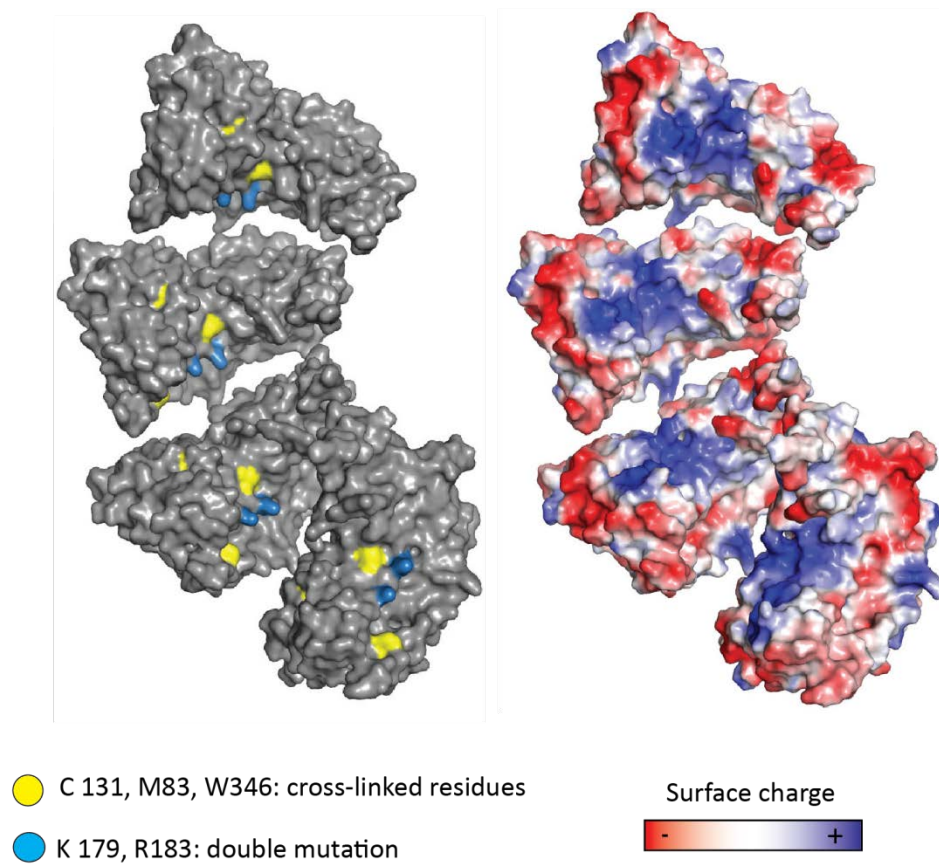 C 131, M83, W346: cross-linked residues
K 179, R183: double mutation
Surface charge
- +